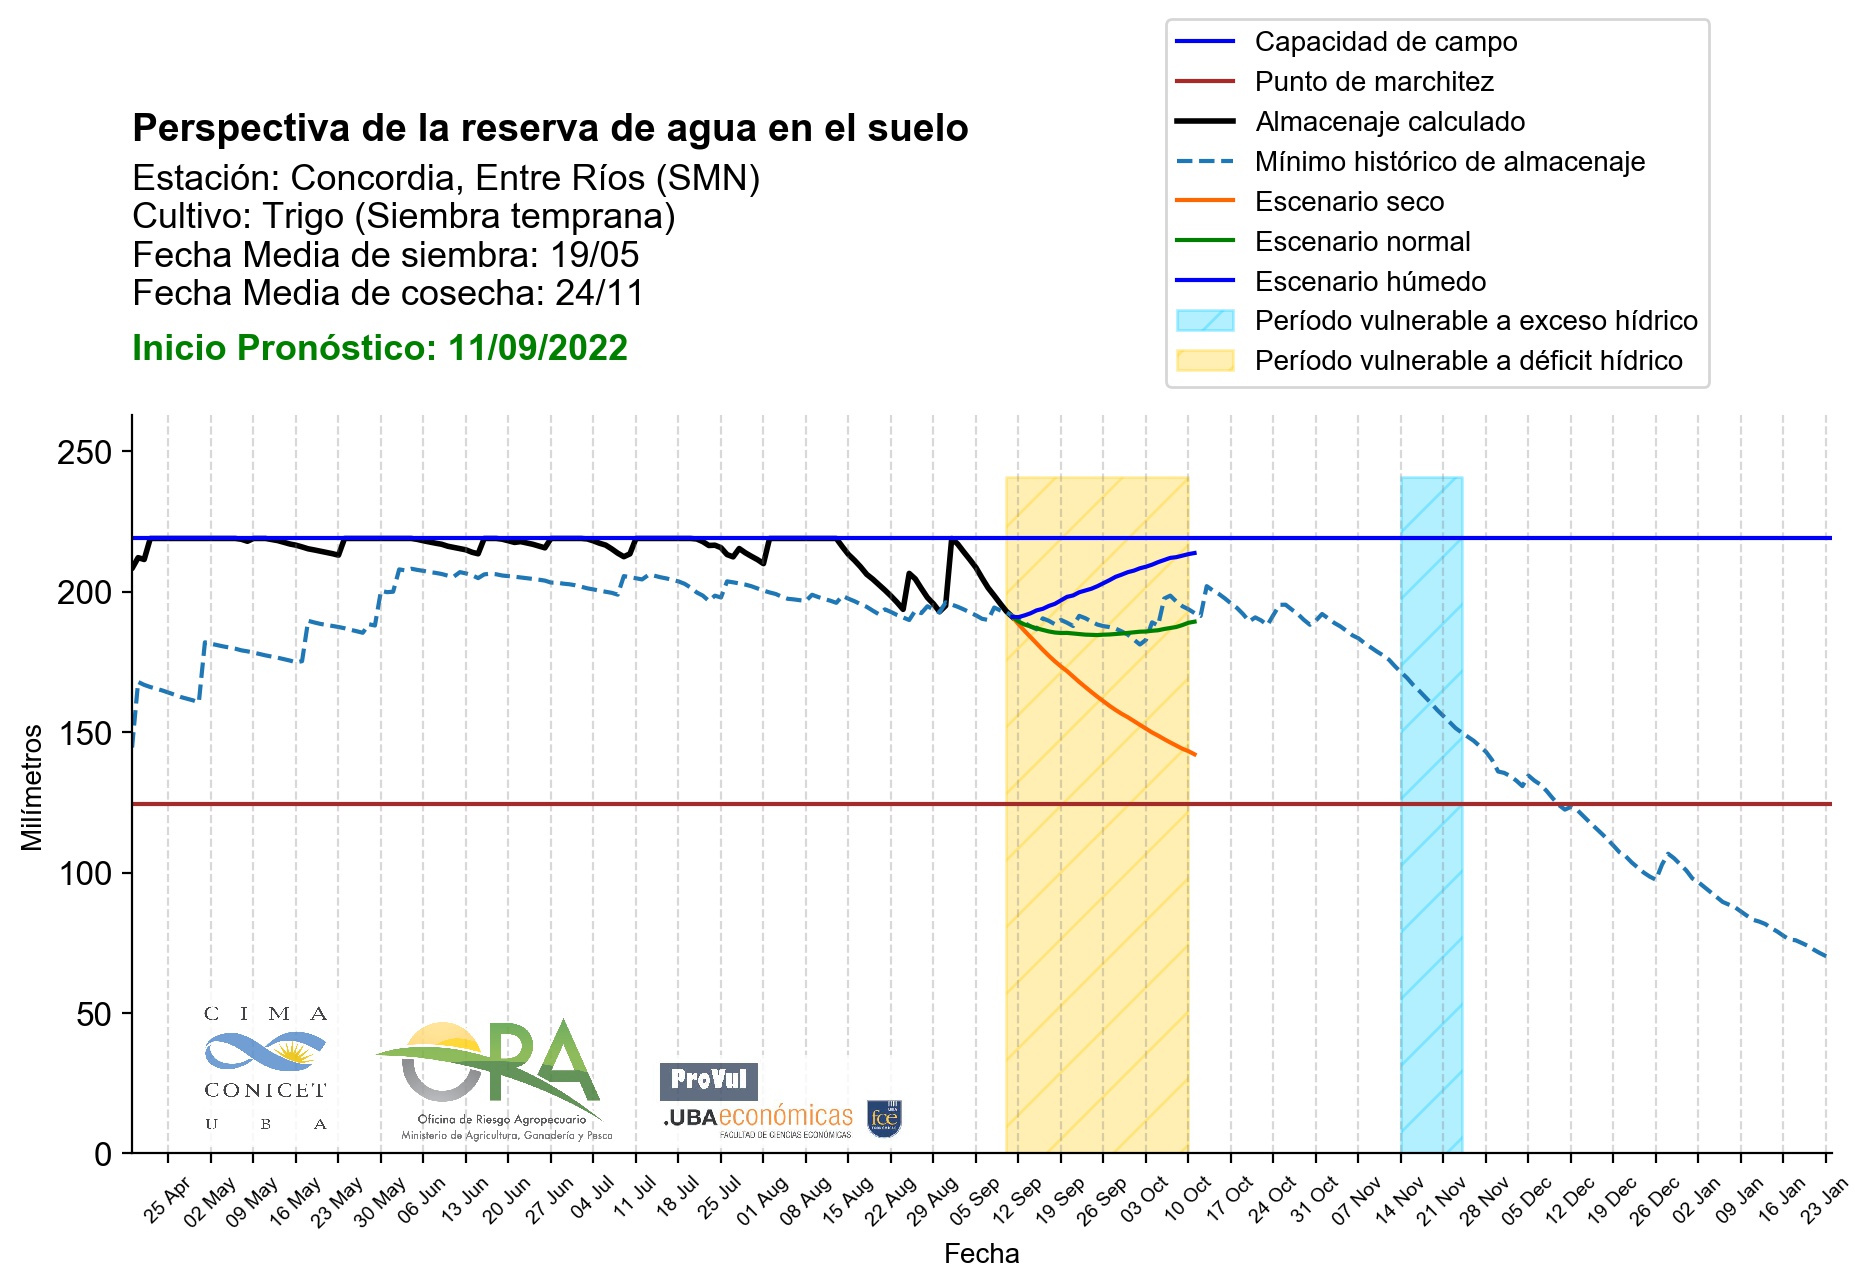 Capacidad de campo
Punto de marchitez
Almacenaje calculado
Mínimo histórico de almacenaje
Escenario seco
Escenario normal
Escenario húmedo
Período vulnerable a exceso hídrico
Período vulnerable a déficit hídrico
Perspectiva de la reserva de agua en el suelo
Estación: Concordia, Entre Ríos (SMN)
Cultivo: Trigo (Siembra temprana)
Fecha Media de siembra: 19/05
Fecha Media de cosecha: 24/11
Inicio Pronóstico: 11/09/2022
Milímetros
250
200
150
100
50
0
CIMA
CONICET
UBA
ORA
Oficina de Riesgo Agropecuario
Ministerio de Agricultura, Ganadería y Pesca
ProVul
.UBAeconómicas
FACULTAD DE CIENCIAS ECONÓMICAS
fce
25 Apr
02 May
09 May
16 May
23 May
30 May
06 Jun
13 Jun
20 Jun
27 Jun
04 Jul
11 Jul
18 Jul
25 Jul
01 Aug
08 Aug
15 Aug
22 Aug
29 Aug
05 Sep
12 Sep
19 Sep
26 Sep
03 Oct
10 Oct
17 Oct
24 Oct
31 Oct
07 Nov
14 Nov
21 Nov
28 Nov
05 Dec
12 Dec
19 Dec
26 Dec
02 Jan
09 Jan
16 Jan
23 Jan
Fecha